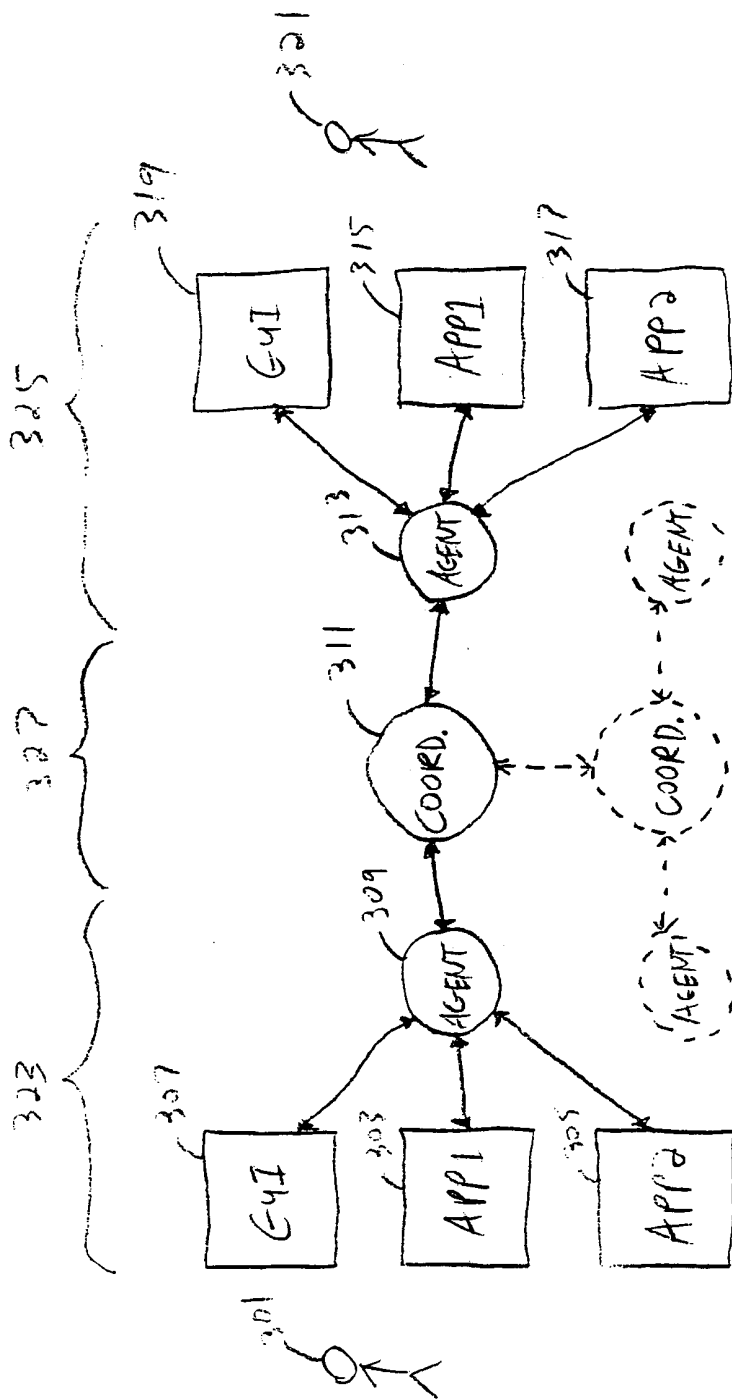 323
327
325
307
GUI
309
311
313
319
GUI
301
303
APP1
AGENT
COORD.
AGENT
315
APP1
321
305
APP2
317
APP2
AGENT
COORD.
AGENT